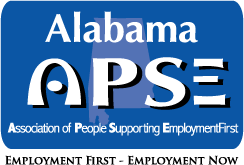 Alabama
APSE
Association of People Supporting EmploymentFirst
EMPLOYMENT FIRST - EMPLOYMENT NOW